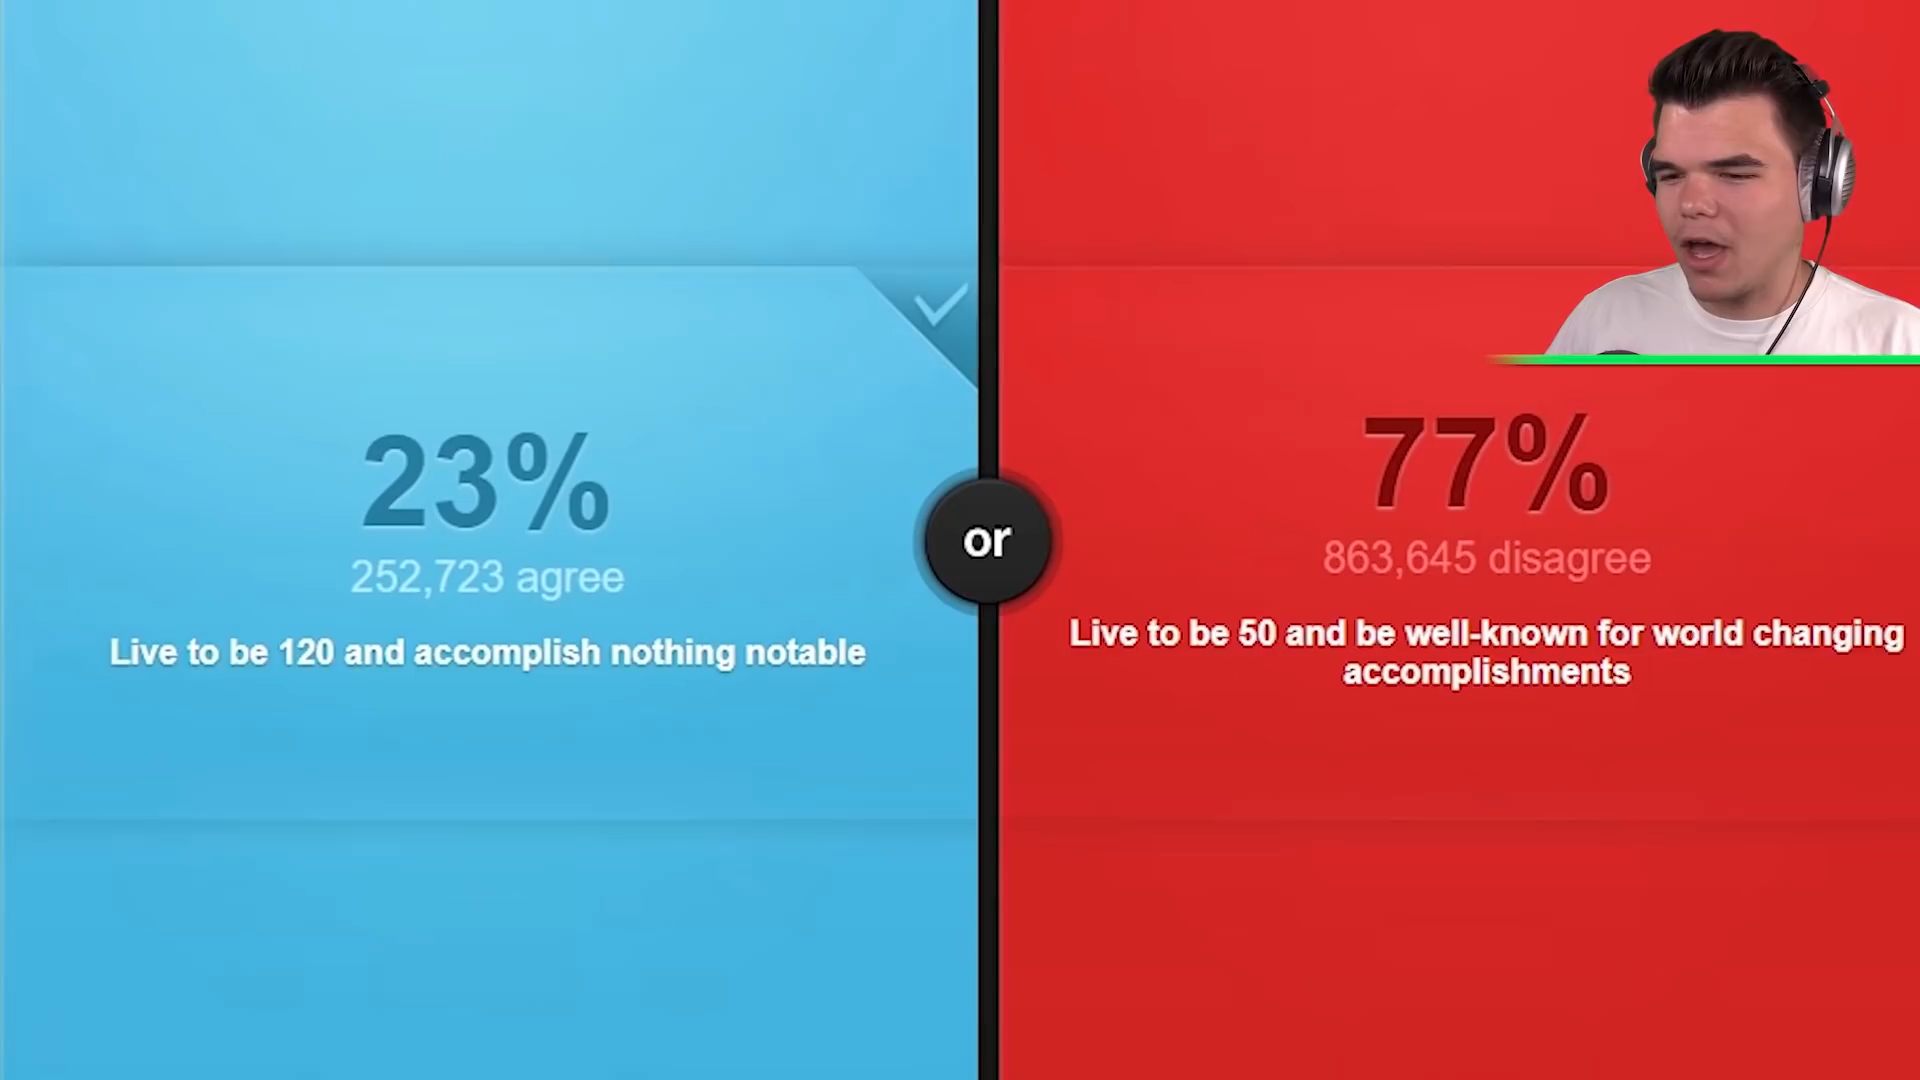 23%
252,723 agree
Live to be 120 and accomplish nothing notable
or
77%
863,645 disagree
Live to be 50 and be well-known for world changing
accomplishments